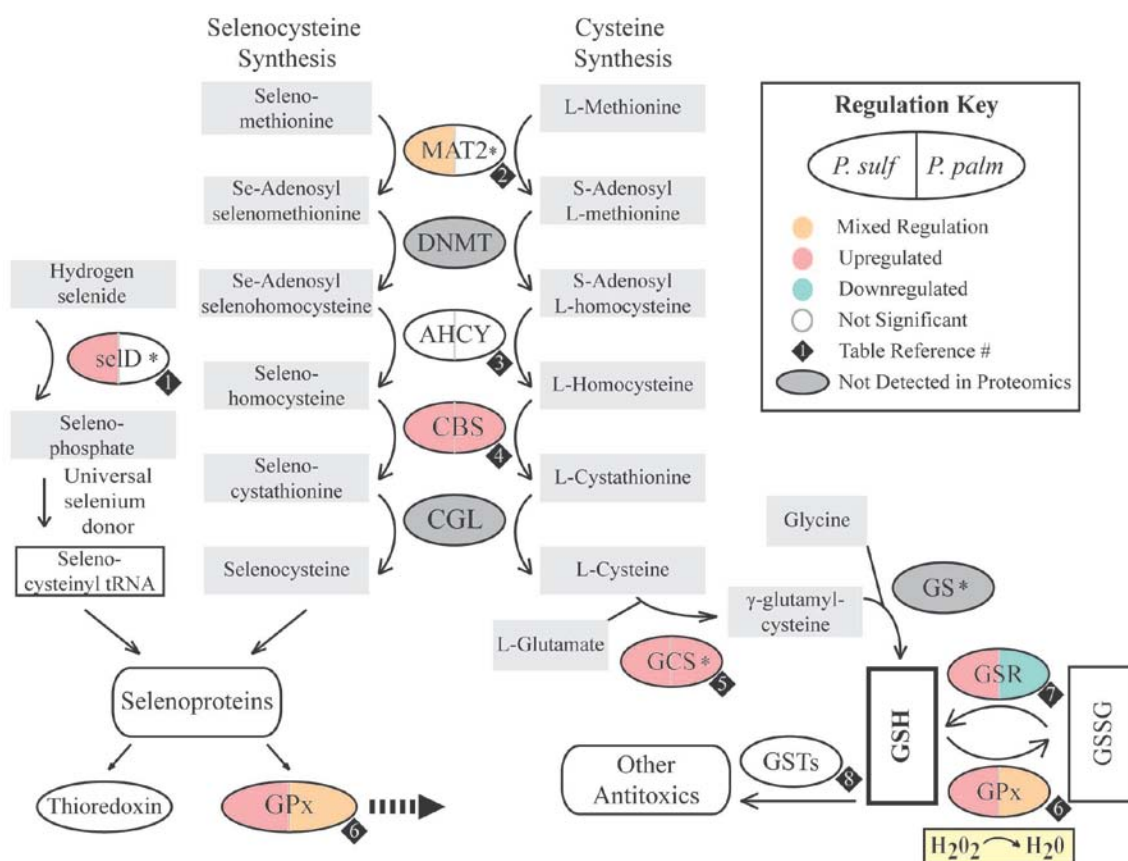 Selenocysteine
Synthesis
Cysteine
Synthesis
Seleno-
methionine
L-Methionine
MAT2*
2
Se-Adenosyl
selenomethionine
S-Adenosyl
L-methionine
DNMT
Se-Adenosyl
selenohomocysteine
S-Adenosyl
L-homocysteine
AHCY
3
Seleno-
homocysteine
L-Homocysteine
CBS
4
Seleno-
cystathionine
L-Cystathionine
CGL
Selenocysteine
L-Cysteine
Hydrogen
selenide
selD *
1
Seleno-
phosphate
Universal
selenium
donor
Seleno-
cysteinyl tRNA
Selenoproteins
Thioredoxin
GPx
6
L-Glutamate
GCS*
5
γ-glutamyl-
cysteine
Glycine
GS*
GSH
GSR
7
GSSG
GPx
6
H2O2 H20
GSTs
8
Other
Antitoxics
Regulation Key
P. sulf P. palm
Mixed Regulation
Upregulated
Downregulated
Not Significant
1 Table Reference #
Not Detected in Proteomics